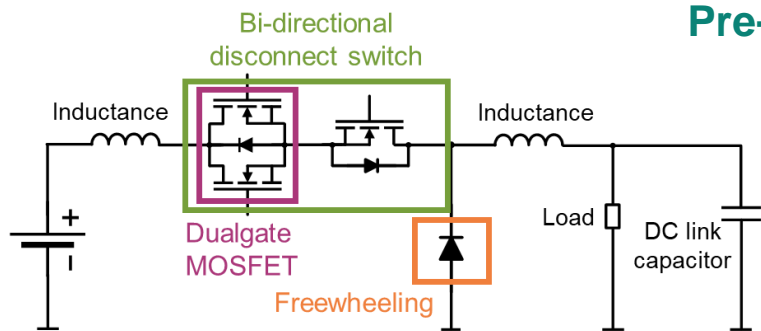 Bi-directional
disconnect switch
Pre-
Inductance
Inductance
+
-
Dualgate
MOSFET
Freewheeling
Load
DC link
capacitor